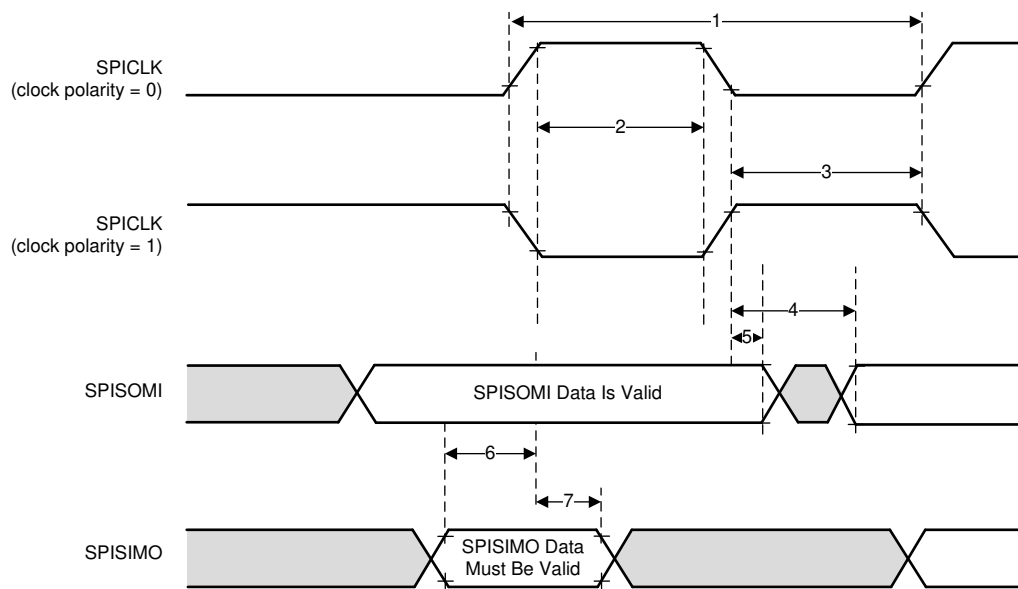 1
SPICLK
(clock polarity = 0)
2
3
SPICLK
(clock polarity = 1)
4
5
SPISOMI
SPISOMI Data Is Valid
6
7
SPISIMO
SPISIMO Data
Must Be Valid